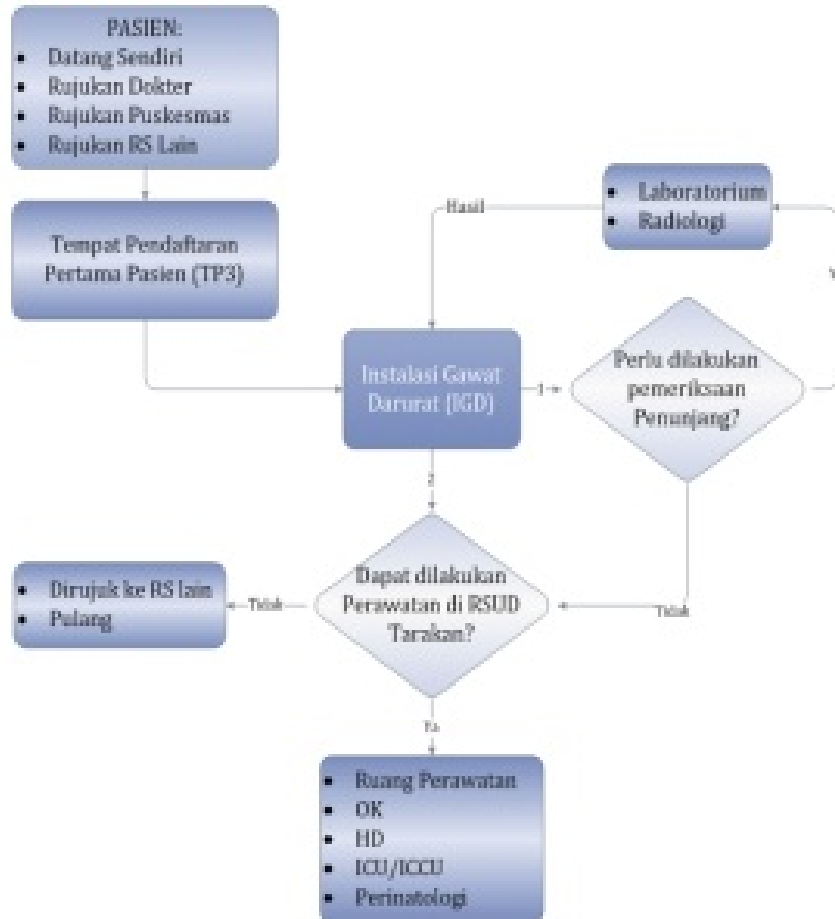 PASIEN:
• Datang Sendiri
• Rujukan Dokter
• Rujukan Puskesmas
• Rujukan RS Lain
Tempat Pendaftaran
Pertama Pasien (TP3)
Hasil
• Laboratorium
• Radiologi
Instalasi Gawat
Darurat (IGD)
1
Perlu dilakukan
pemeriksaan
Penunjang?
2
Dapat dilakukan
Perawatan di RSUD
Tarakan?
Tidak
Tidak
• Dirujuk ke RS lain
• Pulang
Ya
• Ruang Perawatan
• OK
• HD
• ICU/ICCU
• Perinatologi